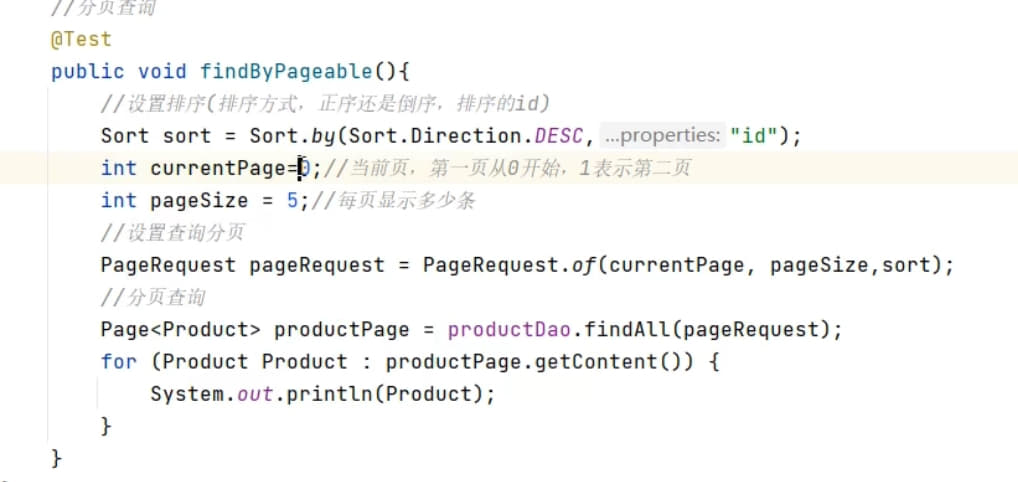 //分页查询
@Test
public void findByPageable(){
//设置排序(排序方式，正序还是倒序，排序的id)
Sort sort = Sort.by(Sort.Direction.DESC, ...properties: "id");
int currentPage=0;//当前页，第一页从0开始，1表示第二页
int pageSize = 5;//每页显示多少条
//设置查询分页
PageRequest pageRequest = PageRequest.of(currentPage, pageSize,sort);
//分页查询
Page<Product> productPage = productDao.findAll(pageRequest);
for (Product Product : productPage.getContent()) {
System.out.println(Product);
}
}